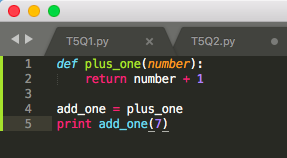 T5Q1.py × T5Q2.py
1 def plus_one(number):
2     return number + 1
3
4 add_one = plus_one
5 print add_one(7)